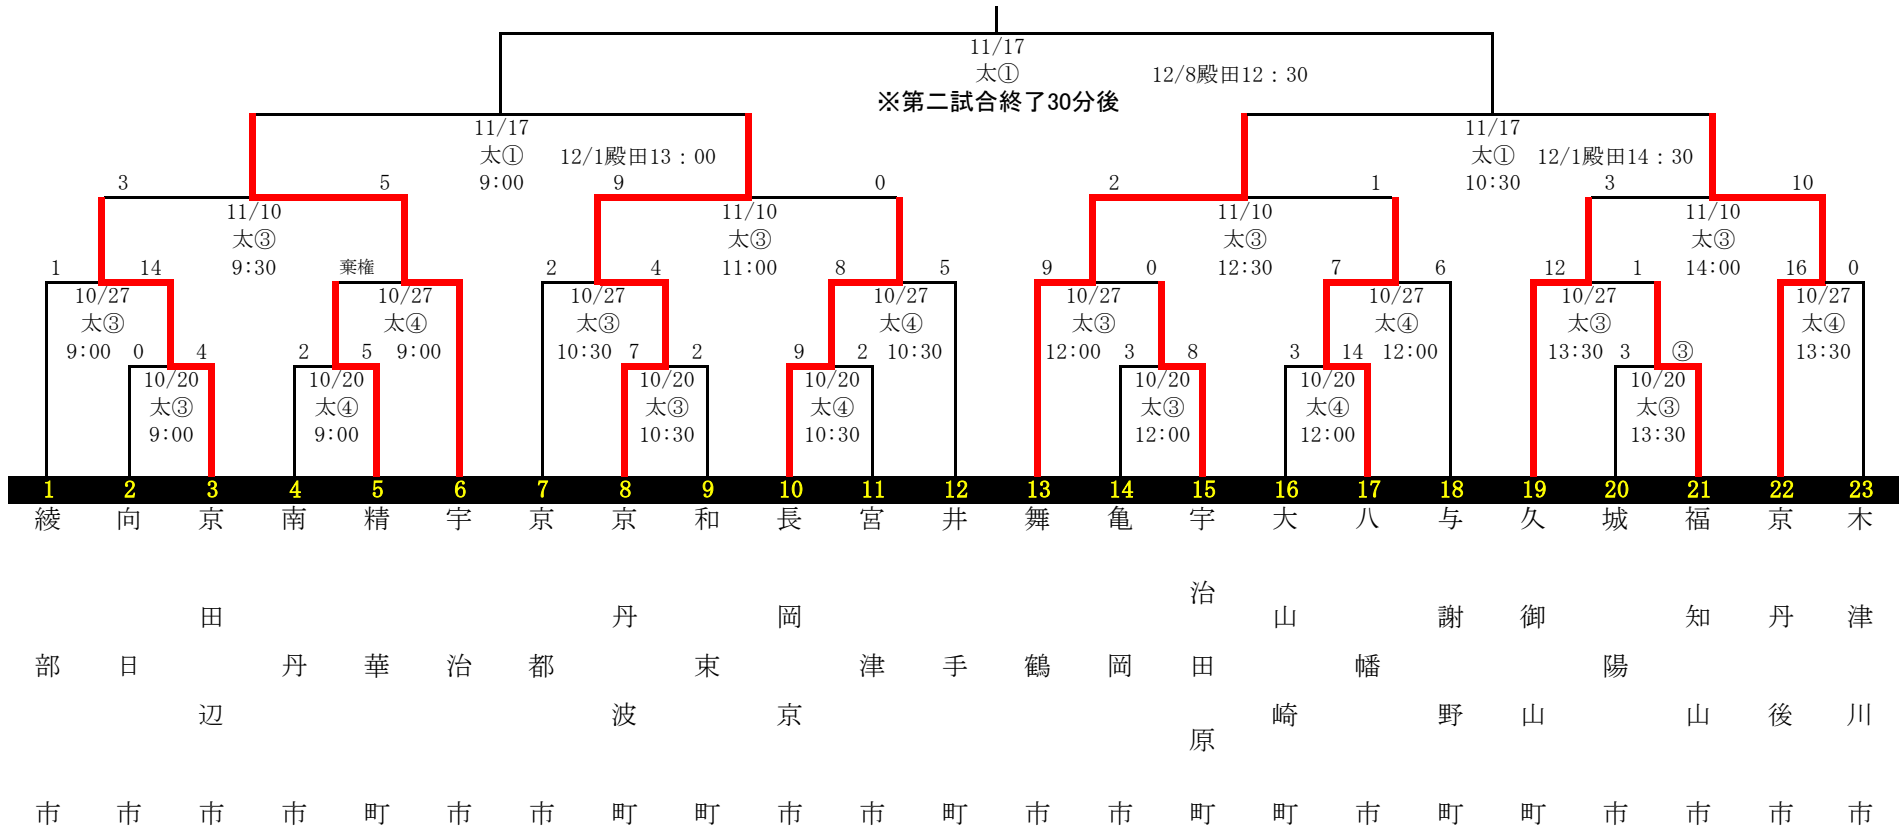 11/17
太①
12/8殿田12：30
※第二試合終了30分後
11/17
太①
12/1殿田13：00
9:00
11/17
太①
12/1殿田14：30
10:30
3 5 9 0 2 1 3 10
11/10
太③
9:30
11/10
太③
11:00
11/10
太③
12:30
11/10
太③
14:00
1 14 棄権 2 4 8 5 9 0 7 6 12 1 16 0
10/27
太③
9:00
10/27
太④
9:00
10/27
太③
10:30
10/27
太④
10:30
10/27
太③
12:00
10/27
太④
12:00
10/27
太③
13:30
10/27
太④
13:30
0 4 2 5 7 2 9 2 3 8 3 14 3 ③
10/20
太③
9:00
10/20
太④
9:00
10/20
太③
10:30
10/20
太④
10:30
10/20
太③
12:00
10/20
太④
12:00
10/20
太③
13:30
1 2 3 4 5 6 7 8 9 10 11 12 13 14 15 16 17 18 19 20 21 22 23
綾部市
向日市
京田辺市
南丹市
精華町
宇治市
京都市
京丹波町
和束町
長岡京市
宮津市
井手町
舞鶴市
亀岡市
宇治田原町
大山崎町
八幡市
与謝野町
久御山町
城陽市
福知山市
京丹後市
木津川市